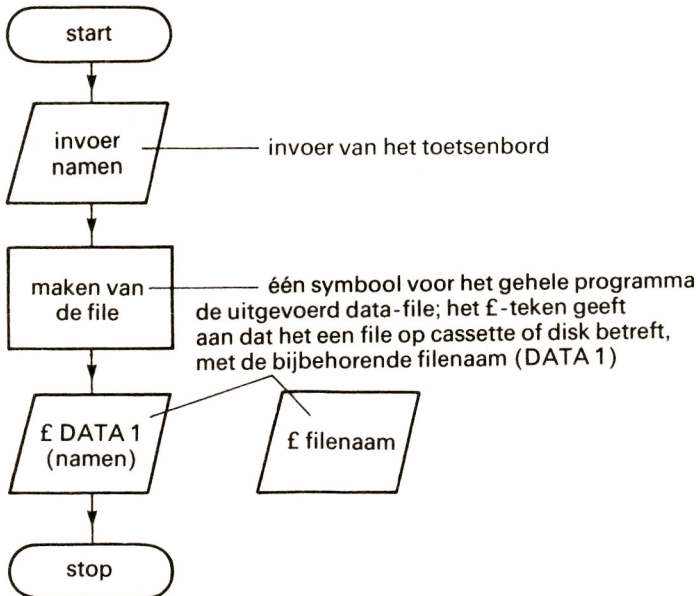 start
invoer
namen
invoer van het toetsenbord
maken van
de file
één symbool voor het gehele programma
de uitgevoerd data-file; het £-teken geeft
aan dat het een file op cassette of disk betreft,
met de bijbehorende filenaam (DATA 1)
£ DATA 1
(namen)
£ filenaam
stop